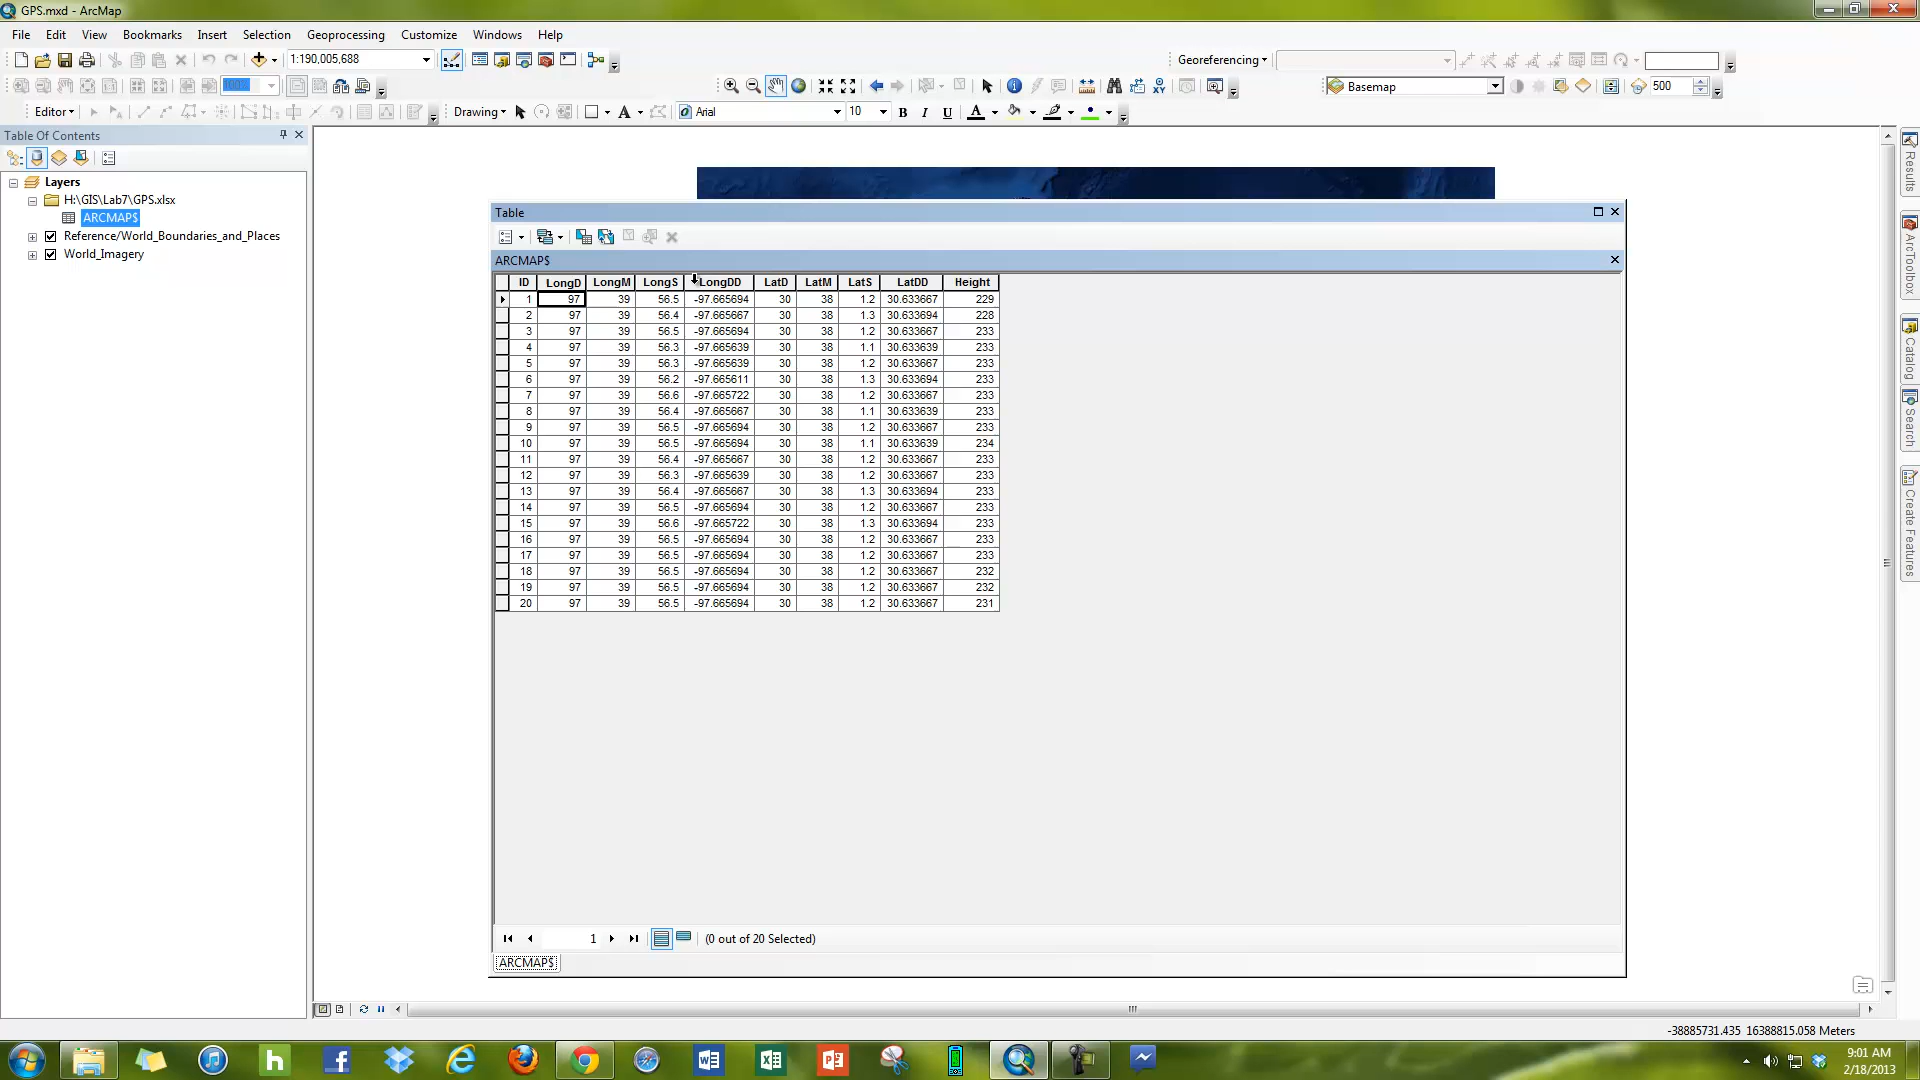 GPS.mxd - ArcMap
File Edit View Bookmarks Insert Selection Geoprocessing Customize Windows Help
1:190,005,688 Georeferencing
100% Basemap 500
Editor Drawing Arial 10 B I U A
Table Of Contents
Layers
H:\GIS\Lab7\GPS.xlsx
ARCMAP$
Reference/World_Boundaries_and_Places
World_Imagery
Table
ARCMAP$
ID LongD LongM LongS LongDD LatD LatM LatS LatDD Height
1 97 39 56.5 -97.665694 30 38 1.2 30.633667 229
2 97 39 56.4 -97.665667 30 38 1.3 30.633694 228
3 97 39 56.5 -97.665694 30 38 1.2 30.633667 233
4 97 39 56.3 -97.665639 30 38 1.1 30.633639 233
5 97 39 56.3 -97.665639 30 38 1.2 30.633667 233
6 97 39 56.2 -97.665611 30 38 1.3 30.633694 233
7 97 39 56.6 -97.665722 30 38 1.2 30.633667 233
8 97 39 56.4 -97.665667 30 38 1.1 30.633639 233
9 97 39 56.5 -97.665694 30 38 1.2 30.633667 233
10 97 39 56.5 -97.665694 30 38 1.1 30.633639 234
11 97 39 56.4 -97.665667 30 38 1.2 30.633667 233
12 97 39 56.3 -97.665639 30 38 1.2 30.633667 233
13 97 39 56.4 -97.665667 30 38 1.3 30.633694 233
14 97 39 56.5 -97.665694 30 38 1.2 30.633667 233
15 97 39 56.6 -97.665722 30 38 1.3 30.633694 233
16 97 39 56.5 -97.665694 30 38 1.2 30.633667 233
17 97 39 56.5 -97.665694 30 38 1.2 30.633667 233
18 97 39 56.5 -97.665694 30 38 1.2 30.633667 232
19 97 39 56.5 -97.665694 30 38 1.2 30.633667 232
20 97 39 56.5 -97.665694 30 38 1.2 30.633667 231
1 (0 out of 20 Selected)
ARCMAP$
Results
ArcToolbox
Catalog
Search
Create Features
-38885731.435 16388815.058 Meters
9:01 AM
2/18/2013